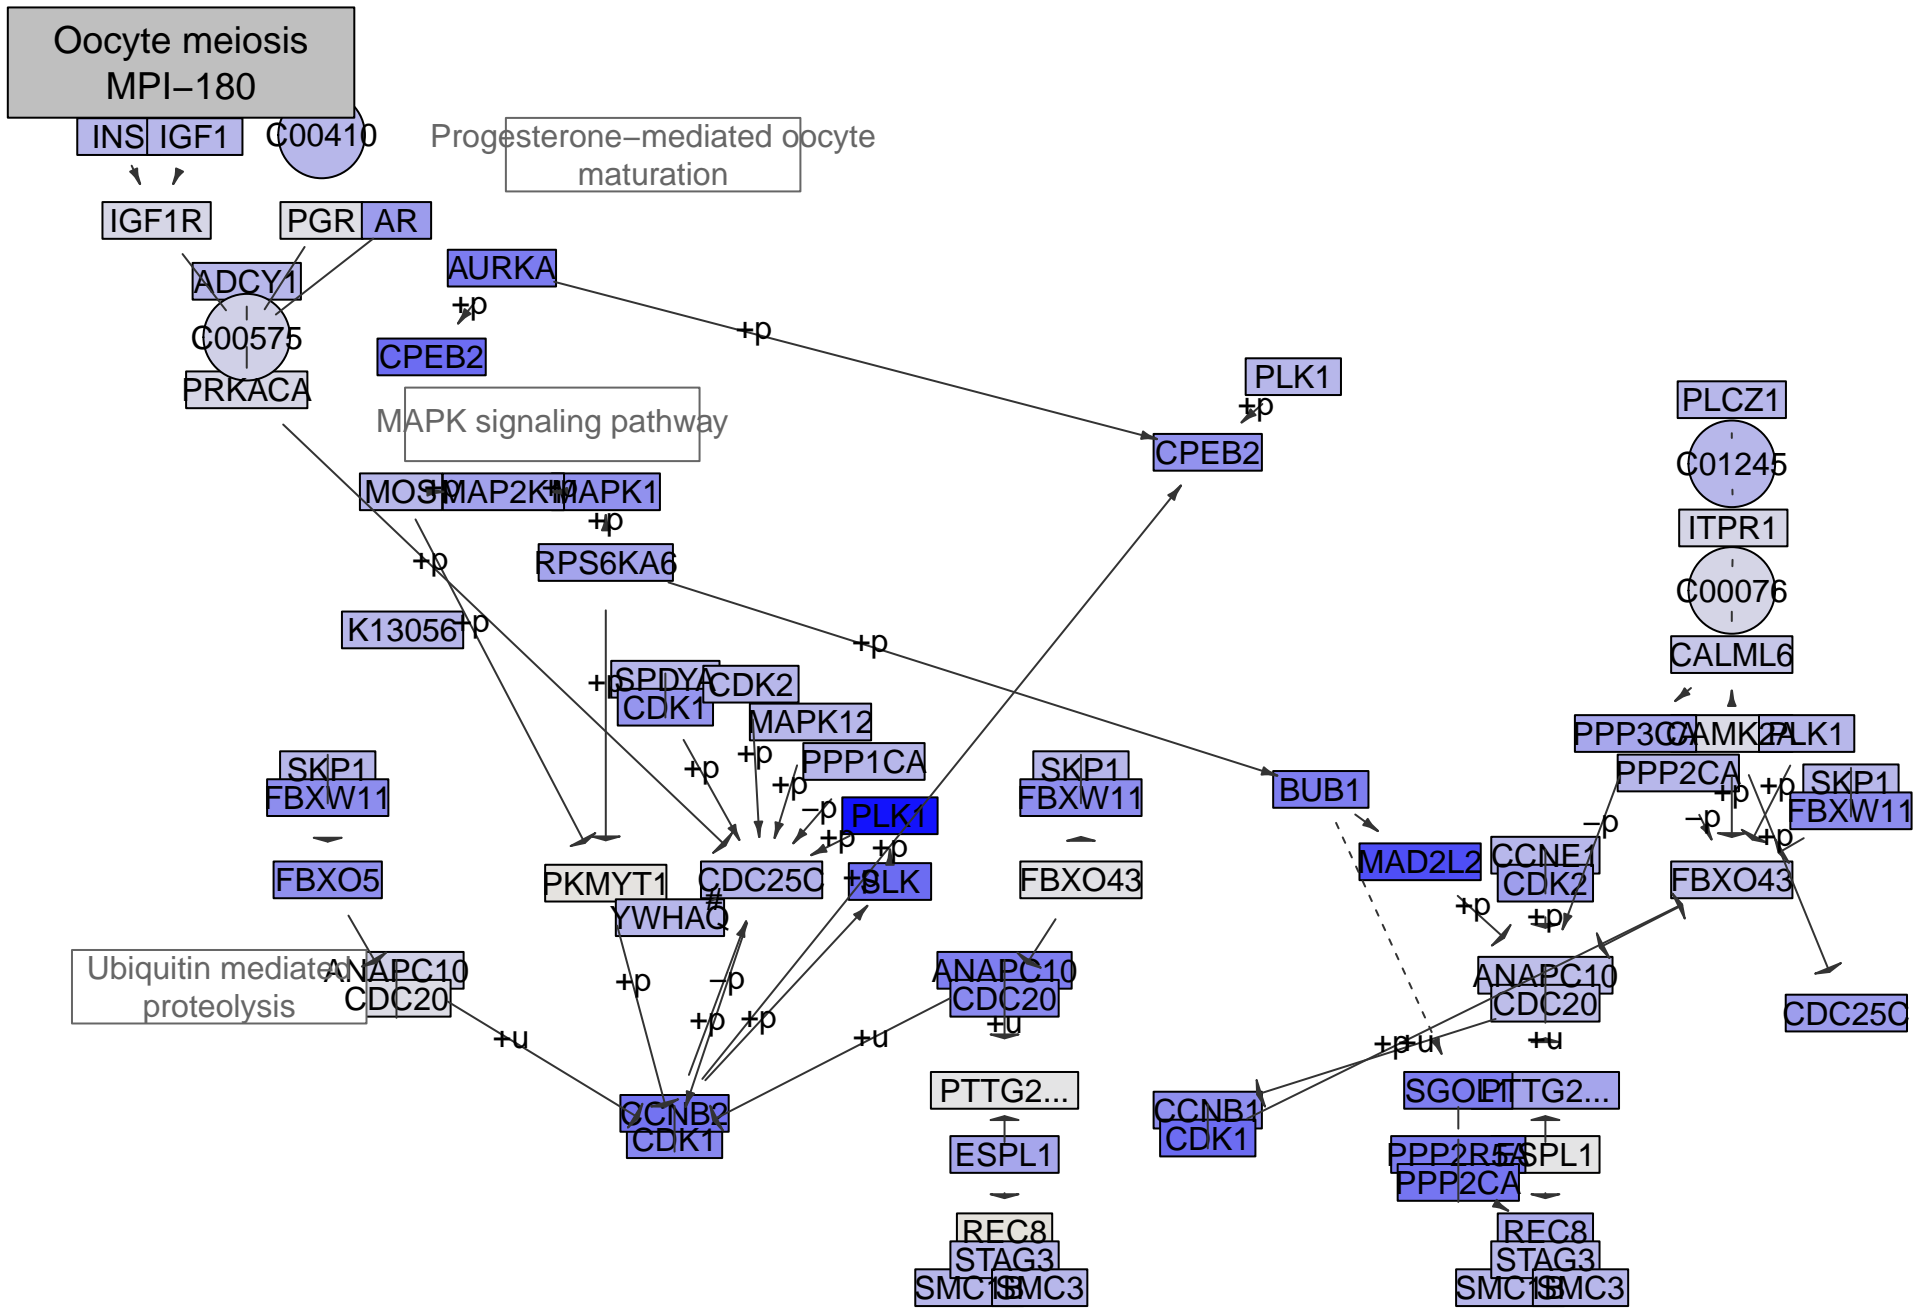 Oocyte meiosis
MPI−180
INS
IGF1
C00410
Progesterone−mediated oocyte
maturation
IGF1R
PGR
AR
ADCY1
AURKA
+p
C00575
+p
CPEB2
PRKACA
PLK1
+p
PLCZ1
MAPK signaling pathway
CPEB2
C01245
MOS
+p
MAP2K1
+p
MAPK1
+p
ITPR1
+p
RPS6KA6
C00076
K13056
+p
+p
CALML6
+p
SPDYA
CDK2
CDK1
MAPK12
PPP3CA
CAMK2A
PLK1
+p
+p
PPP1CA
PPP2CA
SKP1
FBXW11
+p
SKP1
FBXW11
BUB1
+p
+p
SKP1
FBXW11
−p
PLK1
−p
−p
+p
+p
+p
MAD2L2
CCNE1
CDK2
FBXO5
PKMYT1
CDC25C
+p
PLK
FBXO43
FBXO43
#
YWHAQ
+p
+p
Ubiquitin mediated
proteolysis
ANAPC10
CDC20
+p
−p
ANAPC10
CDC20
ANAPC10
CDC20
CDC25C
+p
+p
+u
+u
+u
+p
+u
+u
PTTG2...
SGOL1
PTTG2...
CCNB2
CDK1
CCNB1
CDK1
ESPL1
PPP2R5A
ESPL1
PPP2CA
REC8
STAG3
SMC1B
SMC3
REC8
STAG3
SMC1B
SMC3